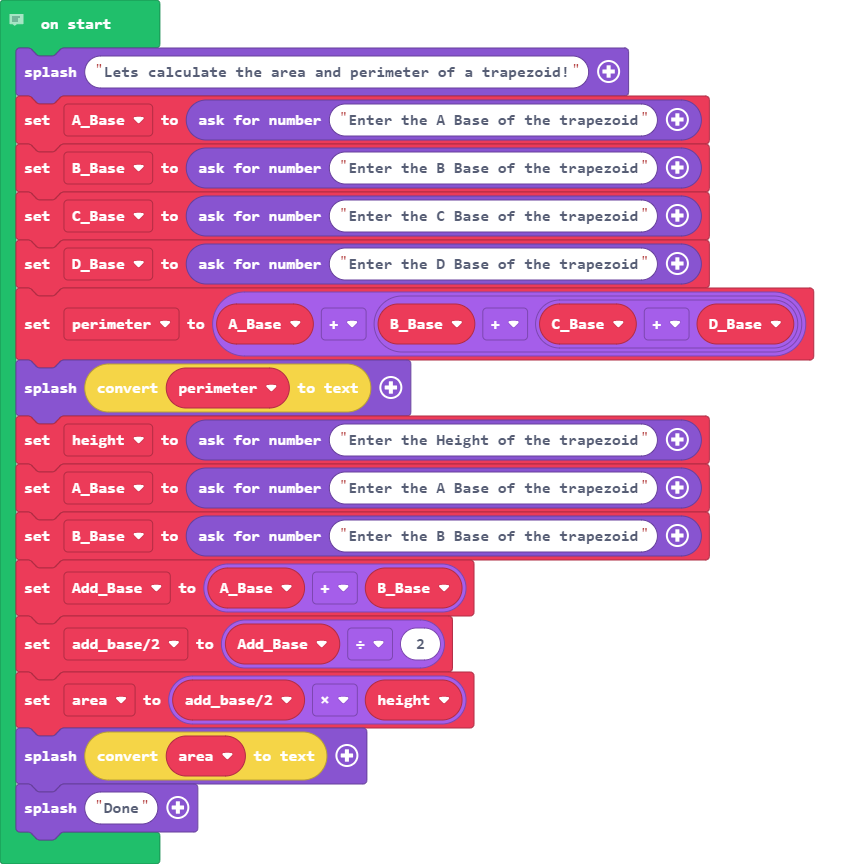 on start
splash "Lets calculate the area and perimeter of a trapezoid!"
set A_Base to ask for number "Enter the A Base of the trapezoid"
set B_Base to ask for number "Enter the B Base of the trapezoid"
set C_Base to ask for number "Enter the C Base of the trapezoid"
set D_Base to ask for number "Enter the D Base of the trapezoid"
set perimeter to A_Base + B_Base + C_Base + D_Base
splash convert perimeter to text
set height to ask for number "Enter the Height of the trapezoid"
set A_Base to ask for number "Enter the A Base of the trapezoid"
set B_Base to ask for number "Enter the B Base of the trapezoid"
set Add_Base to A_Base + B_Base
set add_base/2 to Add_Base ÷ 2
set area to add_base/2 × height
splash convert area to text
splash "Done"